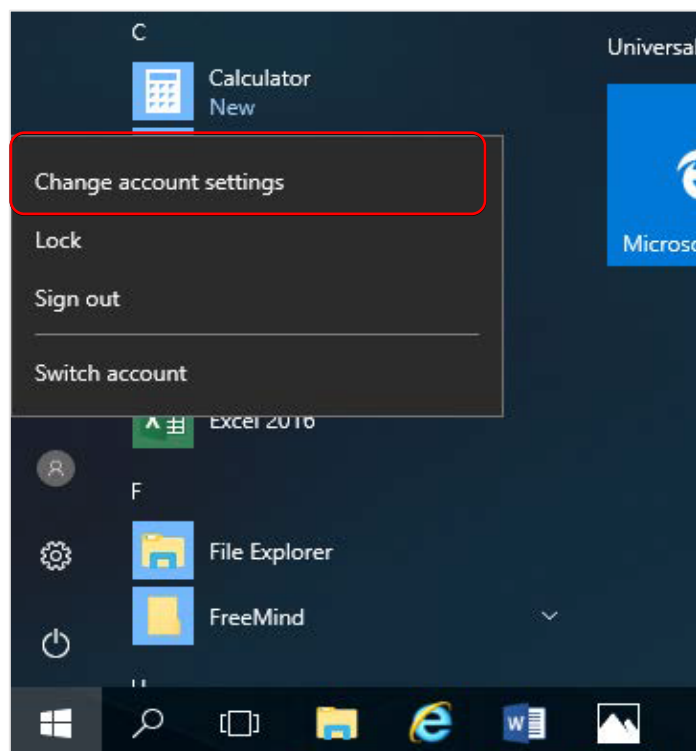 C
Universal
Calculator
New
Change account settings
Lock
Sign out
Switch account
Excel 2016
F
File Explorer
FreeMind